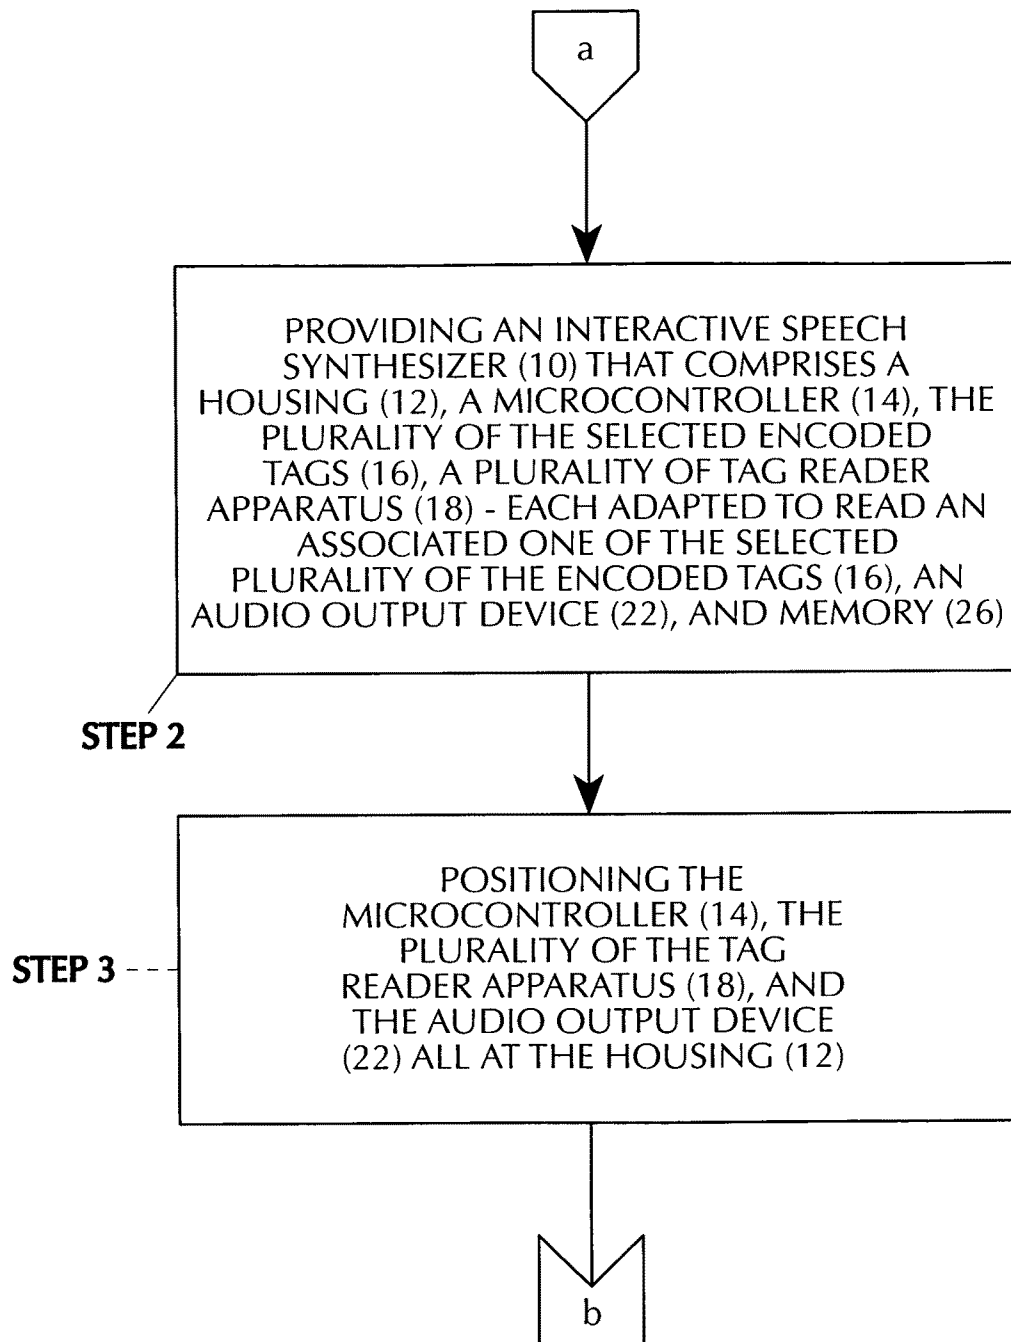 a
PROVIDING AN INTERACTIVE SPEECH
SYNTHESIZER (10) THAT COMPRISES A
HOUSING (12), A MICROCONTROLLER (14), THE
PLURALITY OF THE SELECTED ENCODED
TAGS (16), A PLURALITY OF TAG READER
APPARATUS (18) - EACH ADAPTED TO READ AN
ASSOCIATED ONE OF THE SELECTED
PLURALITY OF THE ENCODED TAGS (16), AN
AUDIO OUTPUT DEVICE (22), AND MEMORY (26)
STEP 2
POSITIONING THE
MICROCONTROLLER (14), THE
PLURALITY OF THE TAG
READER APPARATUS (18), AND
THE AUDIO OUTPUT DEVICE
(22) ALL AT THE HOUSING (12)
STEP 3
b